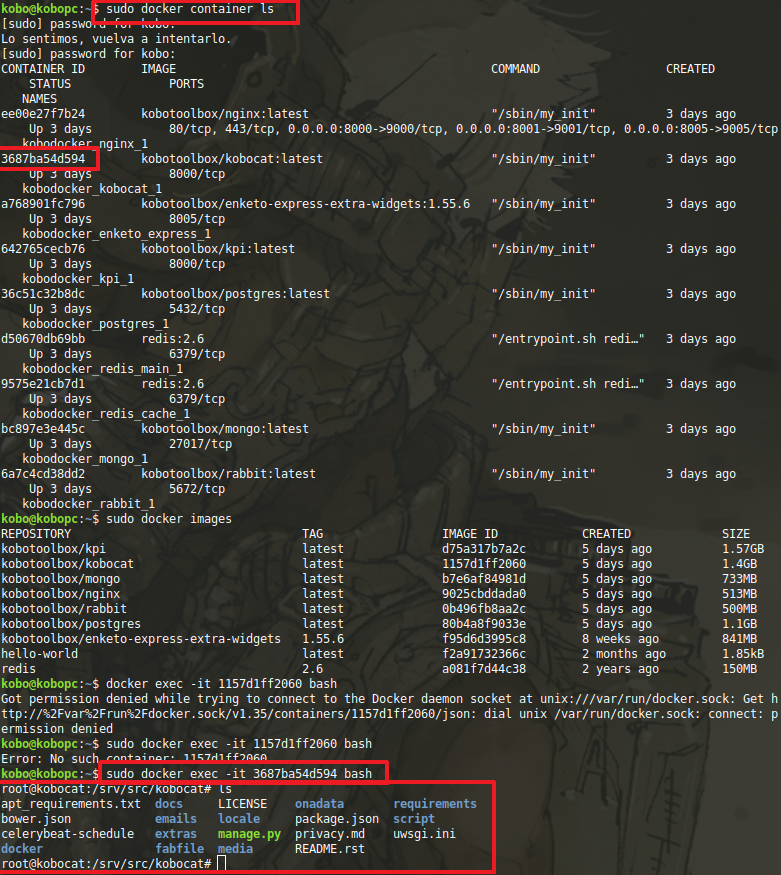 kobo@kobopc:~$ sudo docker container ls
[sudo] password for kobo:
Lo sentimos, vuelva a intentarlo.
[sudo] password for kobo:
CONTAINER ID        IMAGE                                             COMMAND                  CREATED
    STATUS              PORTS
   NAMES
ee00e27f7b24        kobotoolbox/nginx:latest                          "/sbin/my_init"          3 days ago
    Up 3 days           80/tcp, 443/tcp, 0.0.0.0:8000->9000/tcp, 0.0.0.0:8001->9001/tcp, 0.0.0.0:8005->9005/tcp
   kobodocker_nginx_1
3687ba54d594        kobotoolbox/kobocat:latest                        "/sbin/my_init"          3 days ago
    Up 3 days           8000/tcp
   kobodocker_kobocat_1
a768901fc796        kobotoolbox/enketo-express-extra-widgets:1.55.6   "/sbin/my_init"          3 days ago
    Up 3 days           8005/tcp
   kobodocker_enketo_express_1
642765cecb76        kobotoolbox/kpi:latest                            "/sbin/my_init"          3 days ago
    Up 3 days           8000/tcp
   kobodocker_kpi_1
36c51c32b8dc        kobotoolbox/postgres:latest                       "/sbin/my_init"          3 days ago
    Up 3 days           5432/tcp
   kobodocker_postgres_1
d50670db69bb        redis:2.6                                         "/entrypoint.sh redi…"   3 days ago
    Up 3 days           6379/tcp
   kobodocker_redis_main_1
9575e21cb7d1        redis:2.6                                         "/entrypoint.sh redi…"   3 days ago
    Up 3 days           6379/tcp
   kobodocker_redis_cache_1
bc897e3e445c        kobotoolbox/mongo:latest                          "/sbin/my_init"          3 days ago
    Up 3 days           27017/tcp
   kobodocker_mongo_1
6a7c4cd38dd2        kobotoolbox/rabbit:latest                         "/sbin/my_init"          3 days ago
    Up 3 days           5672/tcp
   kobodocker_rabbit_1
kobo@kobopc:~$ sudo docker images
REPOSITORY                                 TAG                 IMAGE ID            CREATED             SIZE
kobotoolbox/kpi                            latest              d75a317b7a2c        5 days ago          1.57GB
kobotoolbox/kobocat                        latest              1157d1ff2060        5 days ago          1.4GB
kobotoolbox/mongo                          latest              b7e6af84981d        5 days ago          733MB
kobotoolbox/nginx                          latest              9025cbddada0        5 days ago          513MB
kobotoolbox/rabbit                         latest              0b496fb8aa2c        5 days ago          500MB
kobotoolbox/postgres                       latest              80b4a8f9033e        5 days ago          1.1GB
kobotoolbox/enketo-express-extra-widgets   1.55.6              f95d6d3995c8        8 weeks ago         841MB
hello-world                                latest              f2a91732366c        2 months ago        1.85kB
redis                                      2.6                 a081f7d44c38        2 years ago         150MB
kobo@kobopc:~$ docker exec -it 1157d1ff2060 bash
Got permission denied while trying to connect to the Docker daemon socket at unix:///var/run/docker.sock: Get h
ttp://%2Fvar%2Frun%2Fdocker.sock/v1.35/containers/1157d1ff2060/json: dial unix /var/run/docker.sock: connect: p
ermission denied
kobo@kobopc:~$ sudo docker exec -it 1157d1ff2060 bash
Error: No such container: 1157d1ff2060
kobo@kobopc:~$ sudo docker exec -it 3687ba54d594 bash
root@kobocat:/srv/src/kobocat# ls
apt_requirements.txt  docs     LICENSE    onadata       requirements
bower.json            emails   locale     package.json  script
celerybeat-schedule   extras   manage.py  privacy.md    uwsgi.ini
docker                fabfile  media      README.rst
root@kobocat:/srv/src/kobocat#